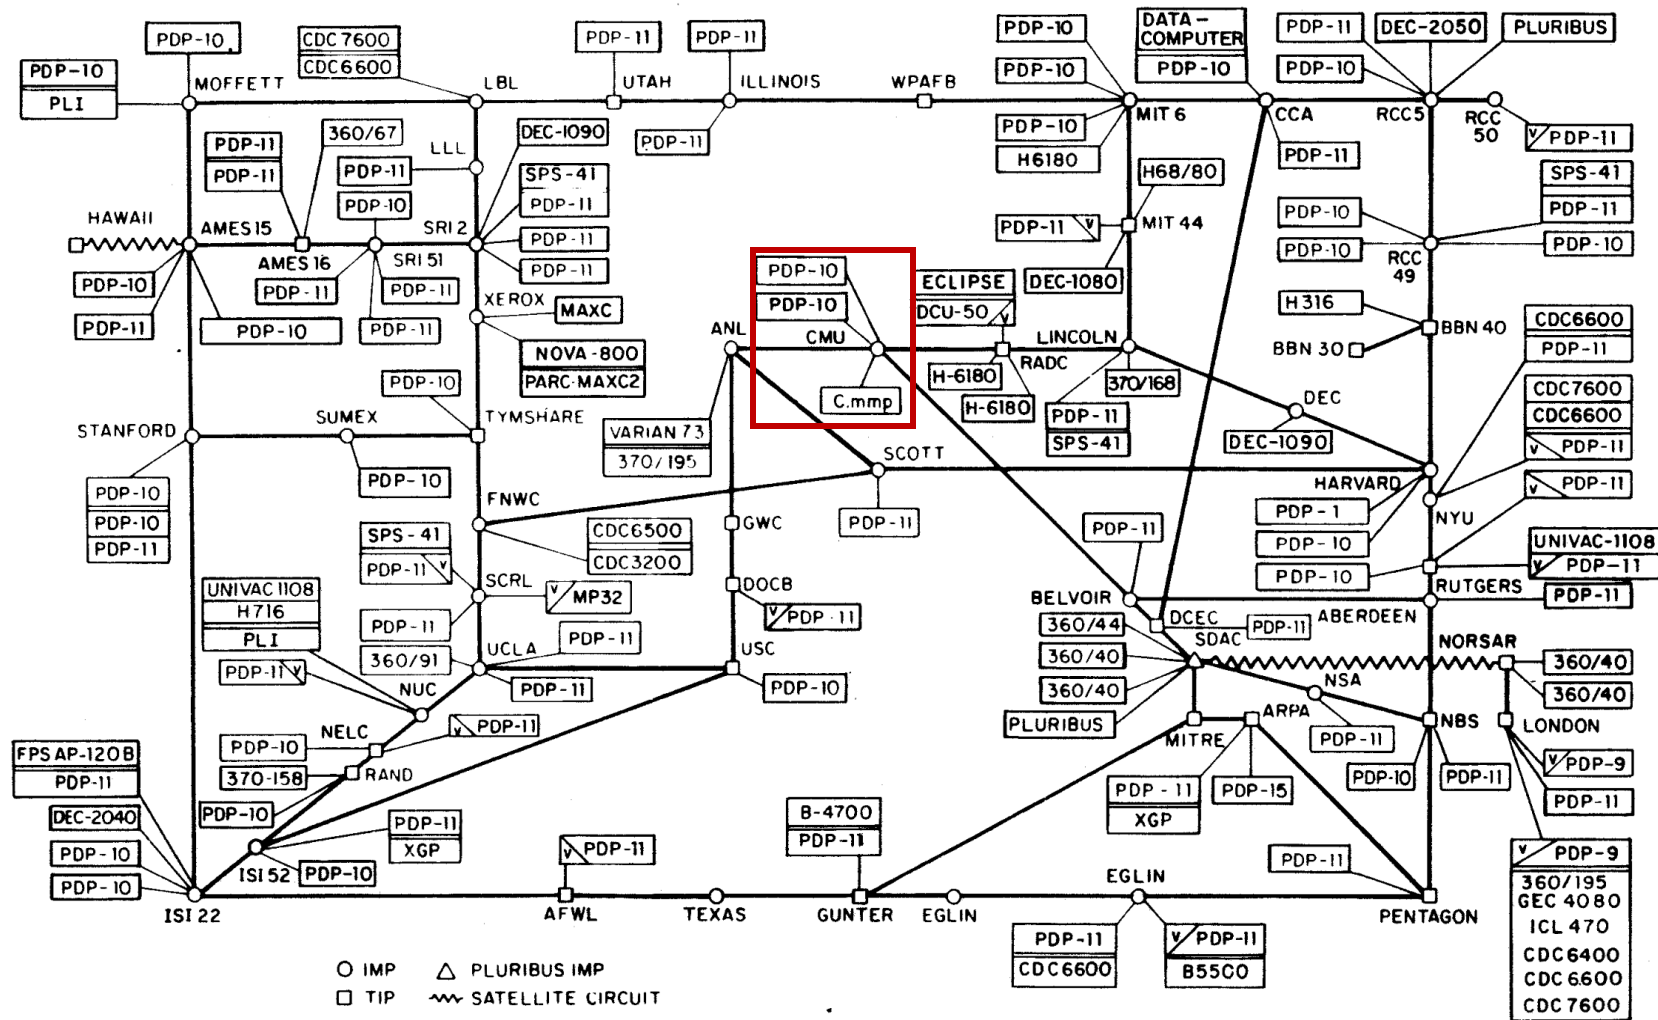 PDP-10
CDC7600
CDC6600
PDP-11
PDP-11
PDP-10
DATA-
COMPUTER
PDP-10
PDP-11
DEC-2050
PLURIBUS
PDP-10
PLI
MOFFETT
LBL
UTAH
ILLINOIS
WPAFB
PDP-10
PDP-10
MIT 6
CCA
RCC5
RCC
50
PDP-10
H6180
PDP-11
V PDP-11
PDP-11
PDP-11
PDP-11
360/67
LLL
PDP-11
DEC-1090
SPS-41
PDP-11
PDP-10
H68/80
SPS-41
PDP-11
PDP-10
HAWAII
AMES 15
AMES 16
SRI 51
SRI 2
PDP-11
PDP-11
PDP-11 V
MIT 44
DEC-1080
PDP-10
RCC
49
PDP-10
PDP-10
PDP-11
PDP-10
PDP-11
PDP-11
PDP-11
XEROX
MAXC
NOVA-800
PARC-MAXC2
PDP-10
PDP-10
CMU
C.mmp
ANL
ECLIPSE
DCU-50 V
RADC
H-6180
H-6180
LINCOLN
370/168
PDP-11
SPS-41
H316
BBN 40
BBN 30
CDC6600
PDP-11
CDC7600
CDC6600
V PDP-11
V PDP-11
PDP-10
TYMSHARE
STANFORD
SUMEX
PDP-10
PDP-10
PDP-10
PDP-11
VARIAN 73
370/195
SCOTT
PDP-11
DEC
DEC-1090
HARVARD
PDP-1
PDP-10
NYU
PDP-10
RUTGERS
UNIVAC-1108
V PDP-11
PDP-11
FNWC
CDC6500
CDC3200
GWC
DOCB
V PDP-11
USC
PDP-10
SPS-41
PDP-11 V
SCRL
V MP32
PDP-11
360/91
UCLA
PDP-11
PDP-11
UNIVAC 1108
H716
PLI
PDP-11 V
NUC
V PDP-11
NELC
PDP-10
370-158
RAND
PDP-10
PDP-11
BELVOIR
ABERDEEN
DCEC
PDP-11
SDAC
360/44
360/40
360/40
PLURIBUS
NORSAR
360/40
360/40
NSA
PDP-11
NBS
PDP-10
PDP-11
LONDON
V PDP-9
PDP-11
V PDP-9
360/195
GEC 4080
ICL 470
CDC6400
CDC6600
CDC7600
MITRE
ARPA
PDP-11
XGP
PDP-15
FPS AP-120B
PDP-11
DEC-2040
PDP-10
PDP-10
ISI 22
ISI 52
PDP-11
XGP
PDP-10
V PDP-11
AFWL
TEXAS
B-4700
PDP-11
GUNTER
EGLIN
EGLIN
PDP-11
CDC6600
V PDP-11
B5500
PDP-11
PENTAGON
IMP
PLURIBUS IMP
TIP
SATELLITE CIRCUIT